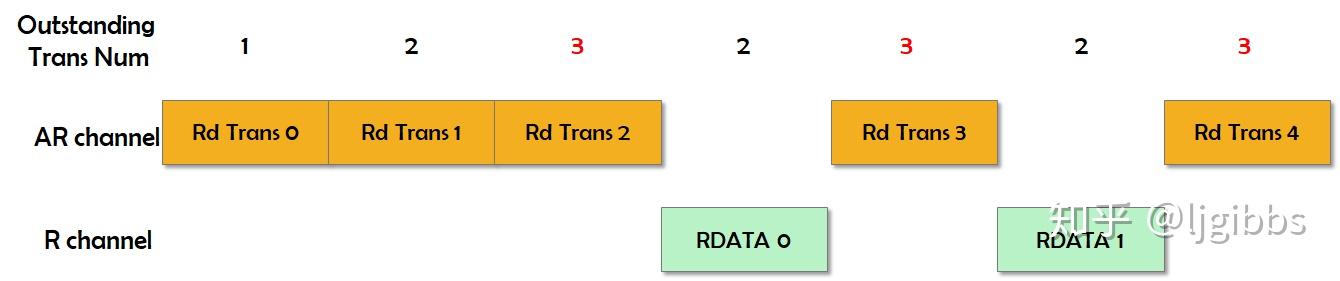 Outstanding
Trans Num
1 2 3 2 3 2 3
AR channel Rd Trans 0 Rd Trans 1 Rd Trans 2 Rd Trans 3 Rd Trans 4
R channel RDATA 0 RDATA 1
知乎 @ljgibbs